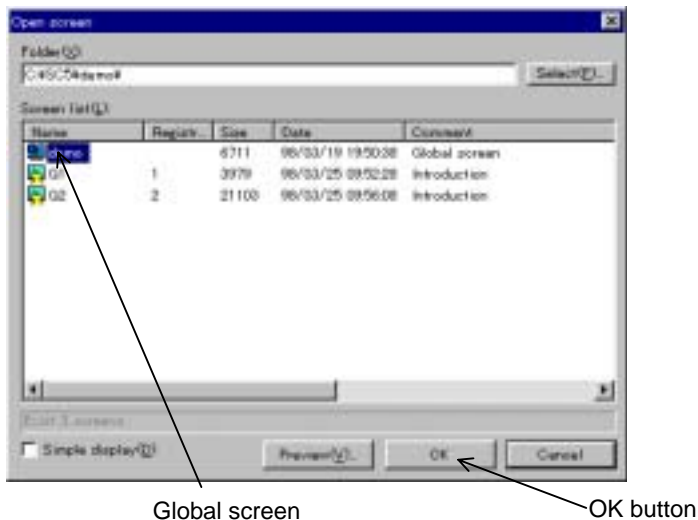 Open screen
Folder(X)
Select(F)...
Screen list(L)
Name Registr... Size Date Comment
demo 6711 98/03/19 19:50:38 Global screen
G1 1 3979 98/03/25 09:52:28 Introduction
G2 2 21103 98/03/25 09:56:08 Introduction
Simple display(D) Preview(V)... OK Cancel
Global screen
OK button